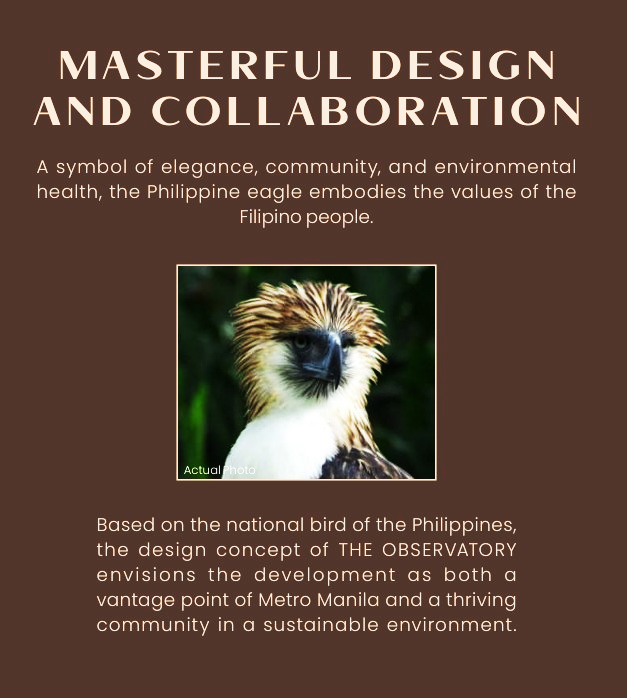 MASTERFUL DESIGN
AND COLLABORATION
A symbol of elegance, community, and environmental
health, the Philippine eagle embodies the values of the
Filipino people.
Actual Photo
Based on the national bird of the Philippines,
the design concept of THE OBSERVATORY
envisions the development as both a
vantage point of Metro Manila and a thriving
community in a sustainable environment.